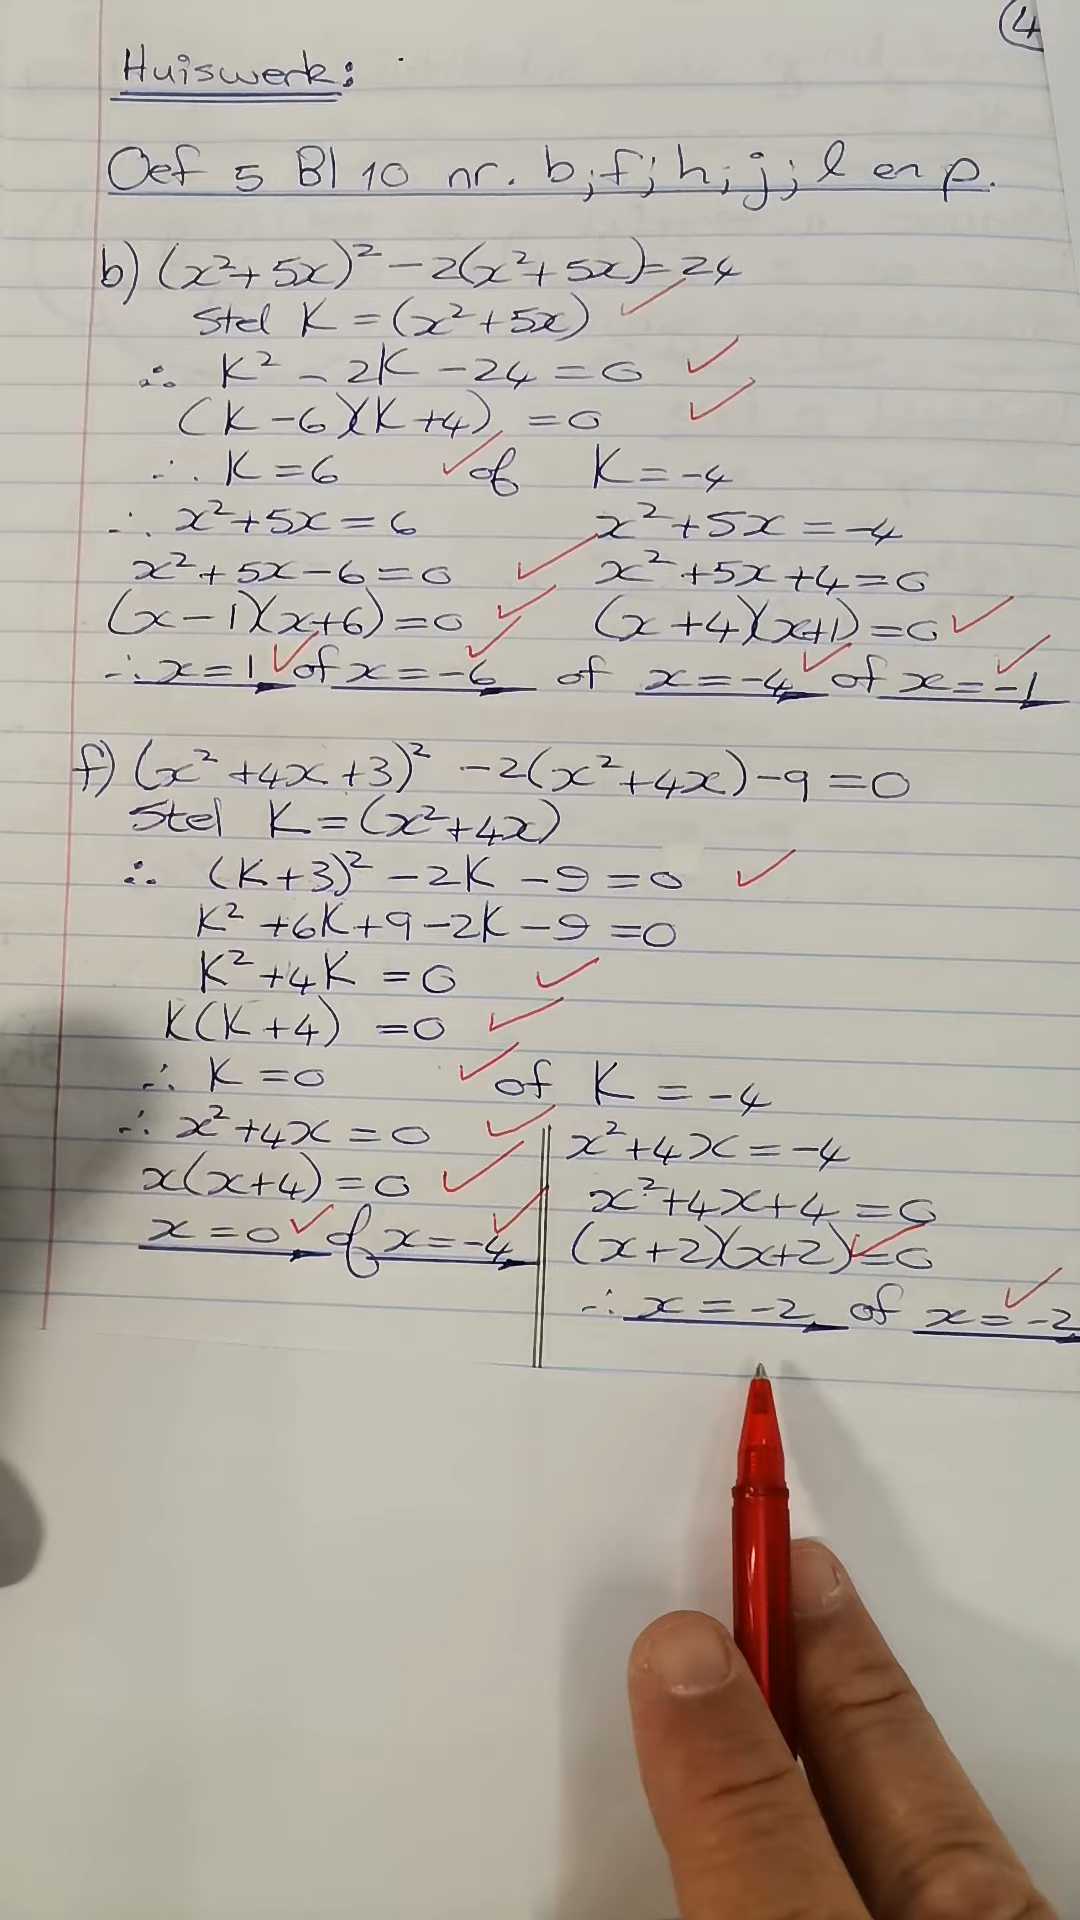 4
Huiswerk:
Oef 5 Bl 10 nr. b; f; h; j; l en p.
b) (x²+5x)² - 2(x²+5x) = 24
Stel K = (x²+5x)
∴ K² - 2K - 24 = 0
(K-6)(K+4) = 0
∴ K = 6 of K = -4
∴ x²+5x = 6 x²+5x = -4
x²+5x-6 = 0 x²+5x+4 = 0
(x-1)(x+6) = 0 (x+4)(x+1) = 0
∴ x = 1 of x = -6 of x = -4 of x = -1
f) (x²+4x+3)² - 2(x²+4x) - 9 = 0
Stel K = (x²+4x)
∴ (K+3)² - 2K - 9 = 0
K² + 6K + 9 - 2K - 9 = 0
K² + 4K = 0
K(K+4) = 0
∴ K = 0 of K = -4
∴ x²+4x = 0 x²+4x = -4
x(x+4) = 0 x²+4x+4 = 0
x = 0 of x = -4 (x+2)(x+2) = 0
∴ x = -2 of x = -2